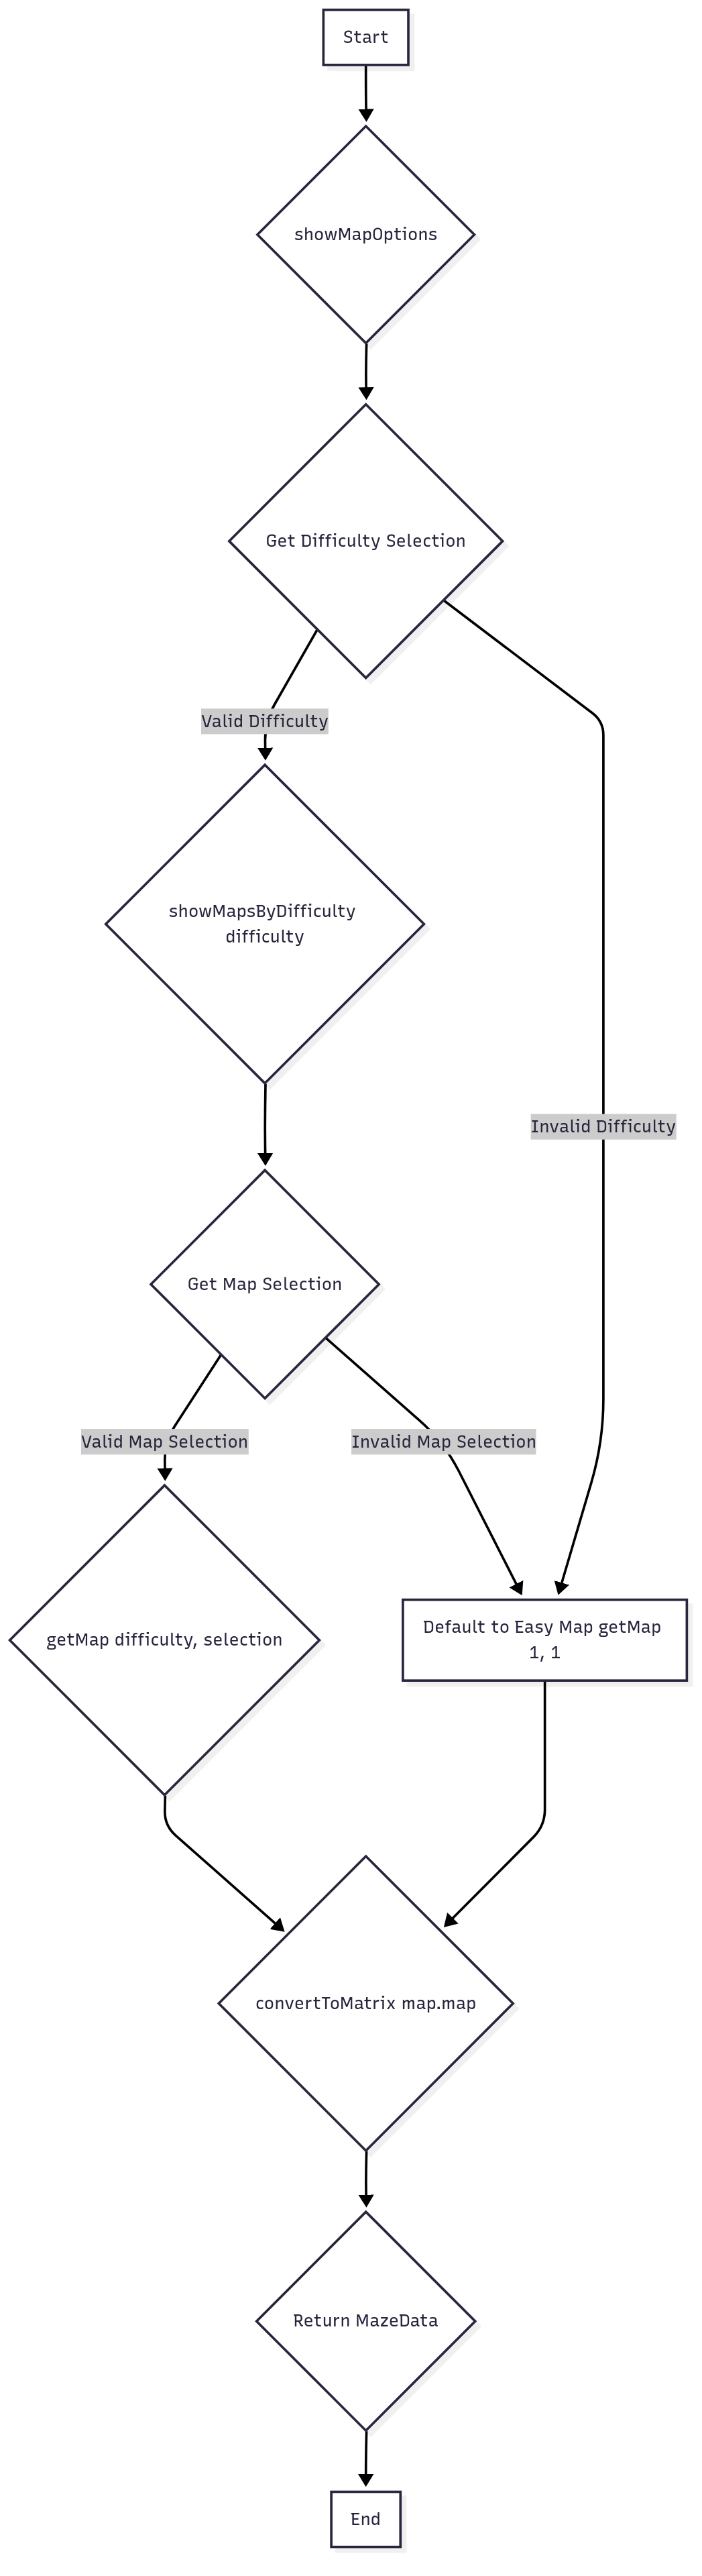 Start
showMapOptions
Get Difficulty Selection
Valid Difficulty
showMapsByDifficulty
difficulty
Invalid Difficulty
Get Map Selection
Valid Map Selection
Invalid Map Selection
getMap difficulty, selection
Default to Easy Map getMap
1, 1
convertToMatrix map.map
Return MazeData
End